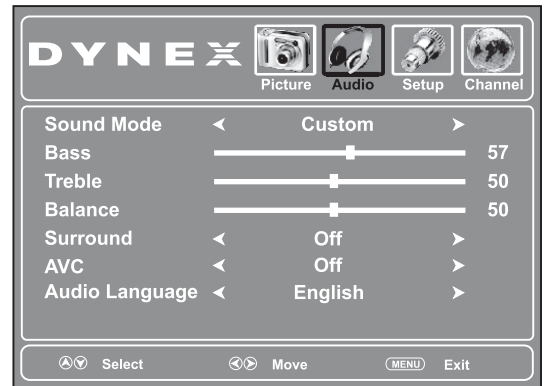 DYNEX
Picture Audio Setup Channel
Sound Mode Custom
Bass 57
Treble 50
Balance 50
Surround Off
AVC Off
Audio Language English
Select Move MENU Exit